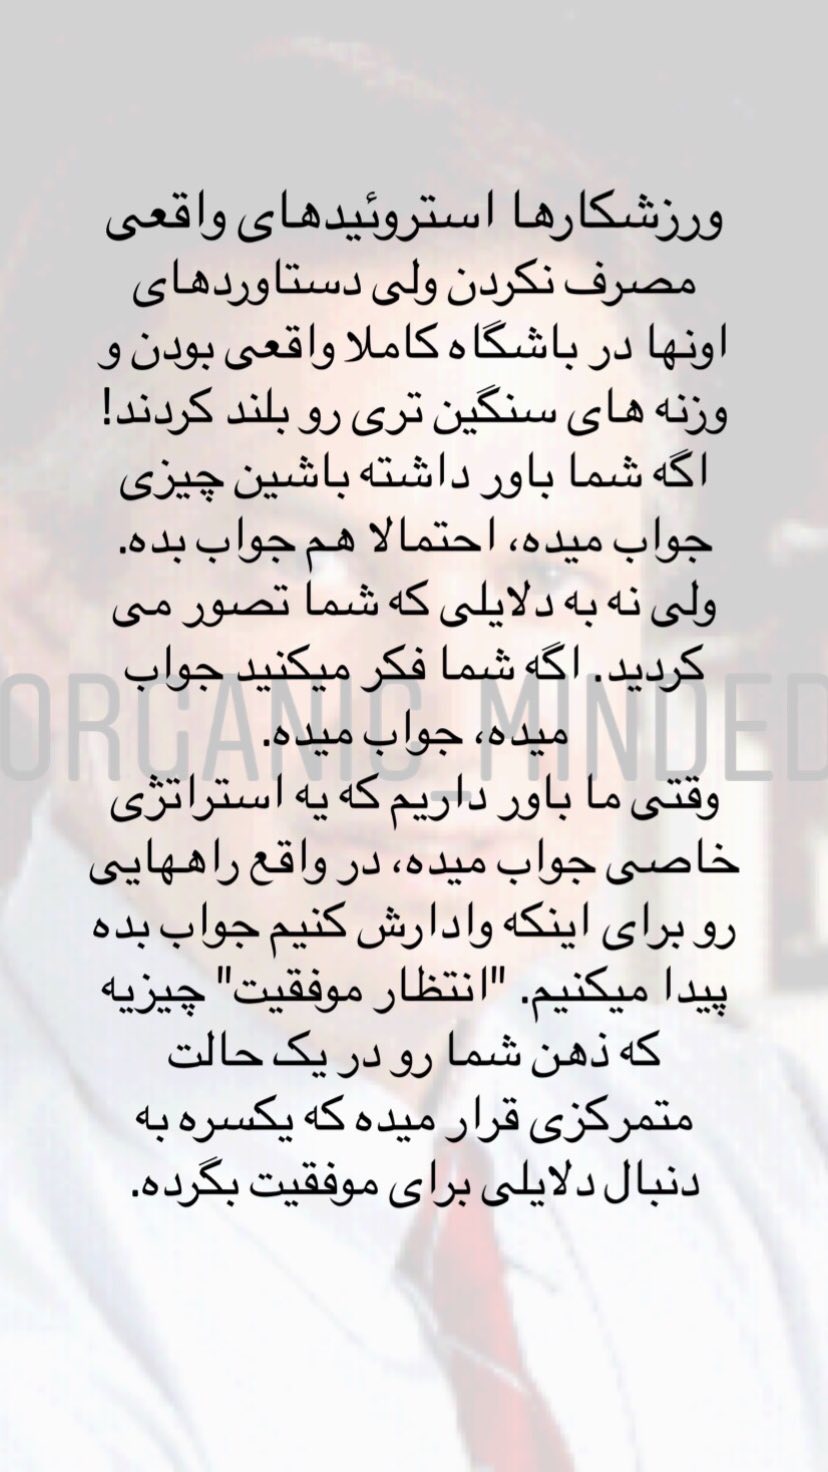 ورزشکارها استروئیدهای واقعی
مصرف نکردن ولی دستاوردهای
اونها در باشگاه کاملا واقعی بودن و
وزنه های سنگین تری رو بلند کردند!
اگه شما باور داشته باشین چیزی
جواب میده، احتمالا هم جواب بده.
ولی نه به دلایلی که شما تصور می
کردید. اگه شما فکر میکنید جواب
ORGANIC_MINDED
میده، جواب میده.
وقتی ما باور داریم که یه استراتژی
خاصی جواب میده، در واقع راههایی
رو برای اینکه وادارش کنیم جواب بده
پیدا میکنیم. "انتظار موفقیت" چیزیه
که ذهن شما رو در یک حالت
متمرکزی قرار میده که یکسره به
دنبال دلایلی برای موفقیت بگرده.